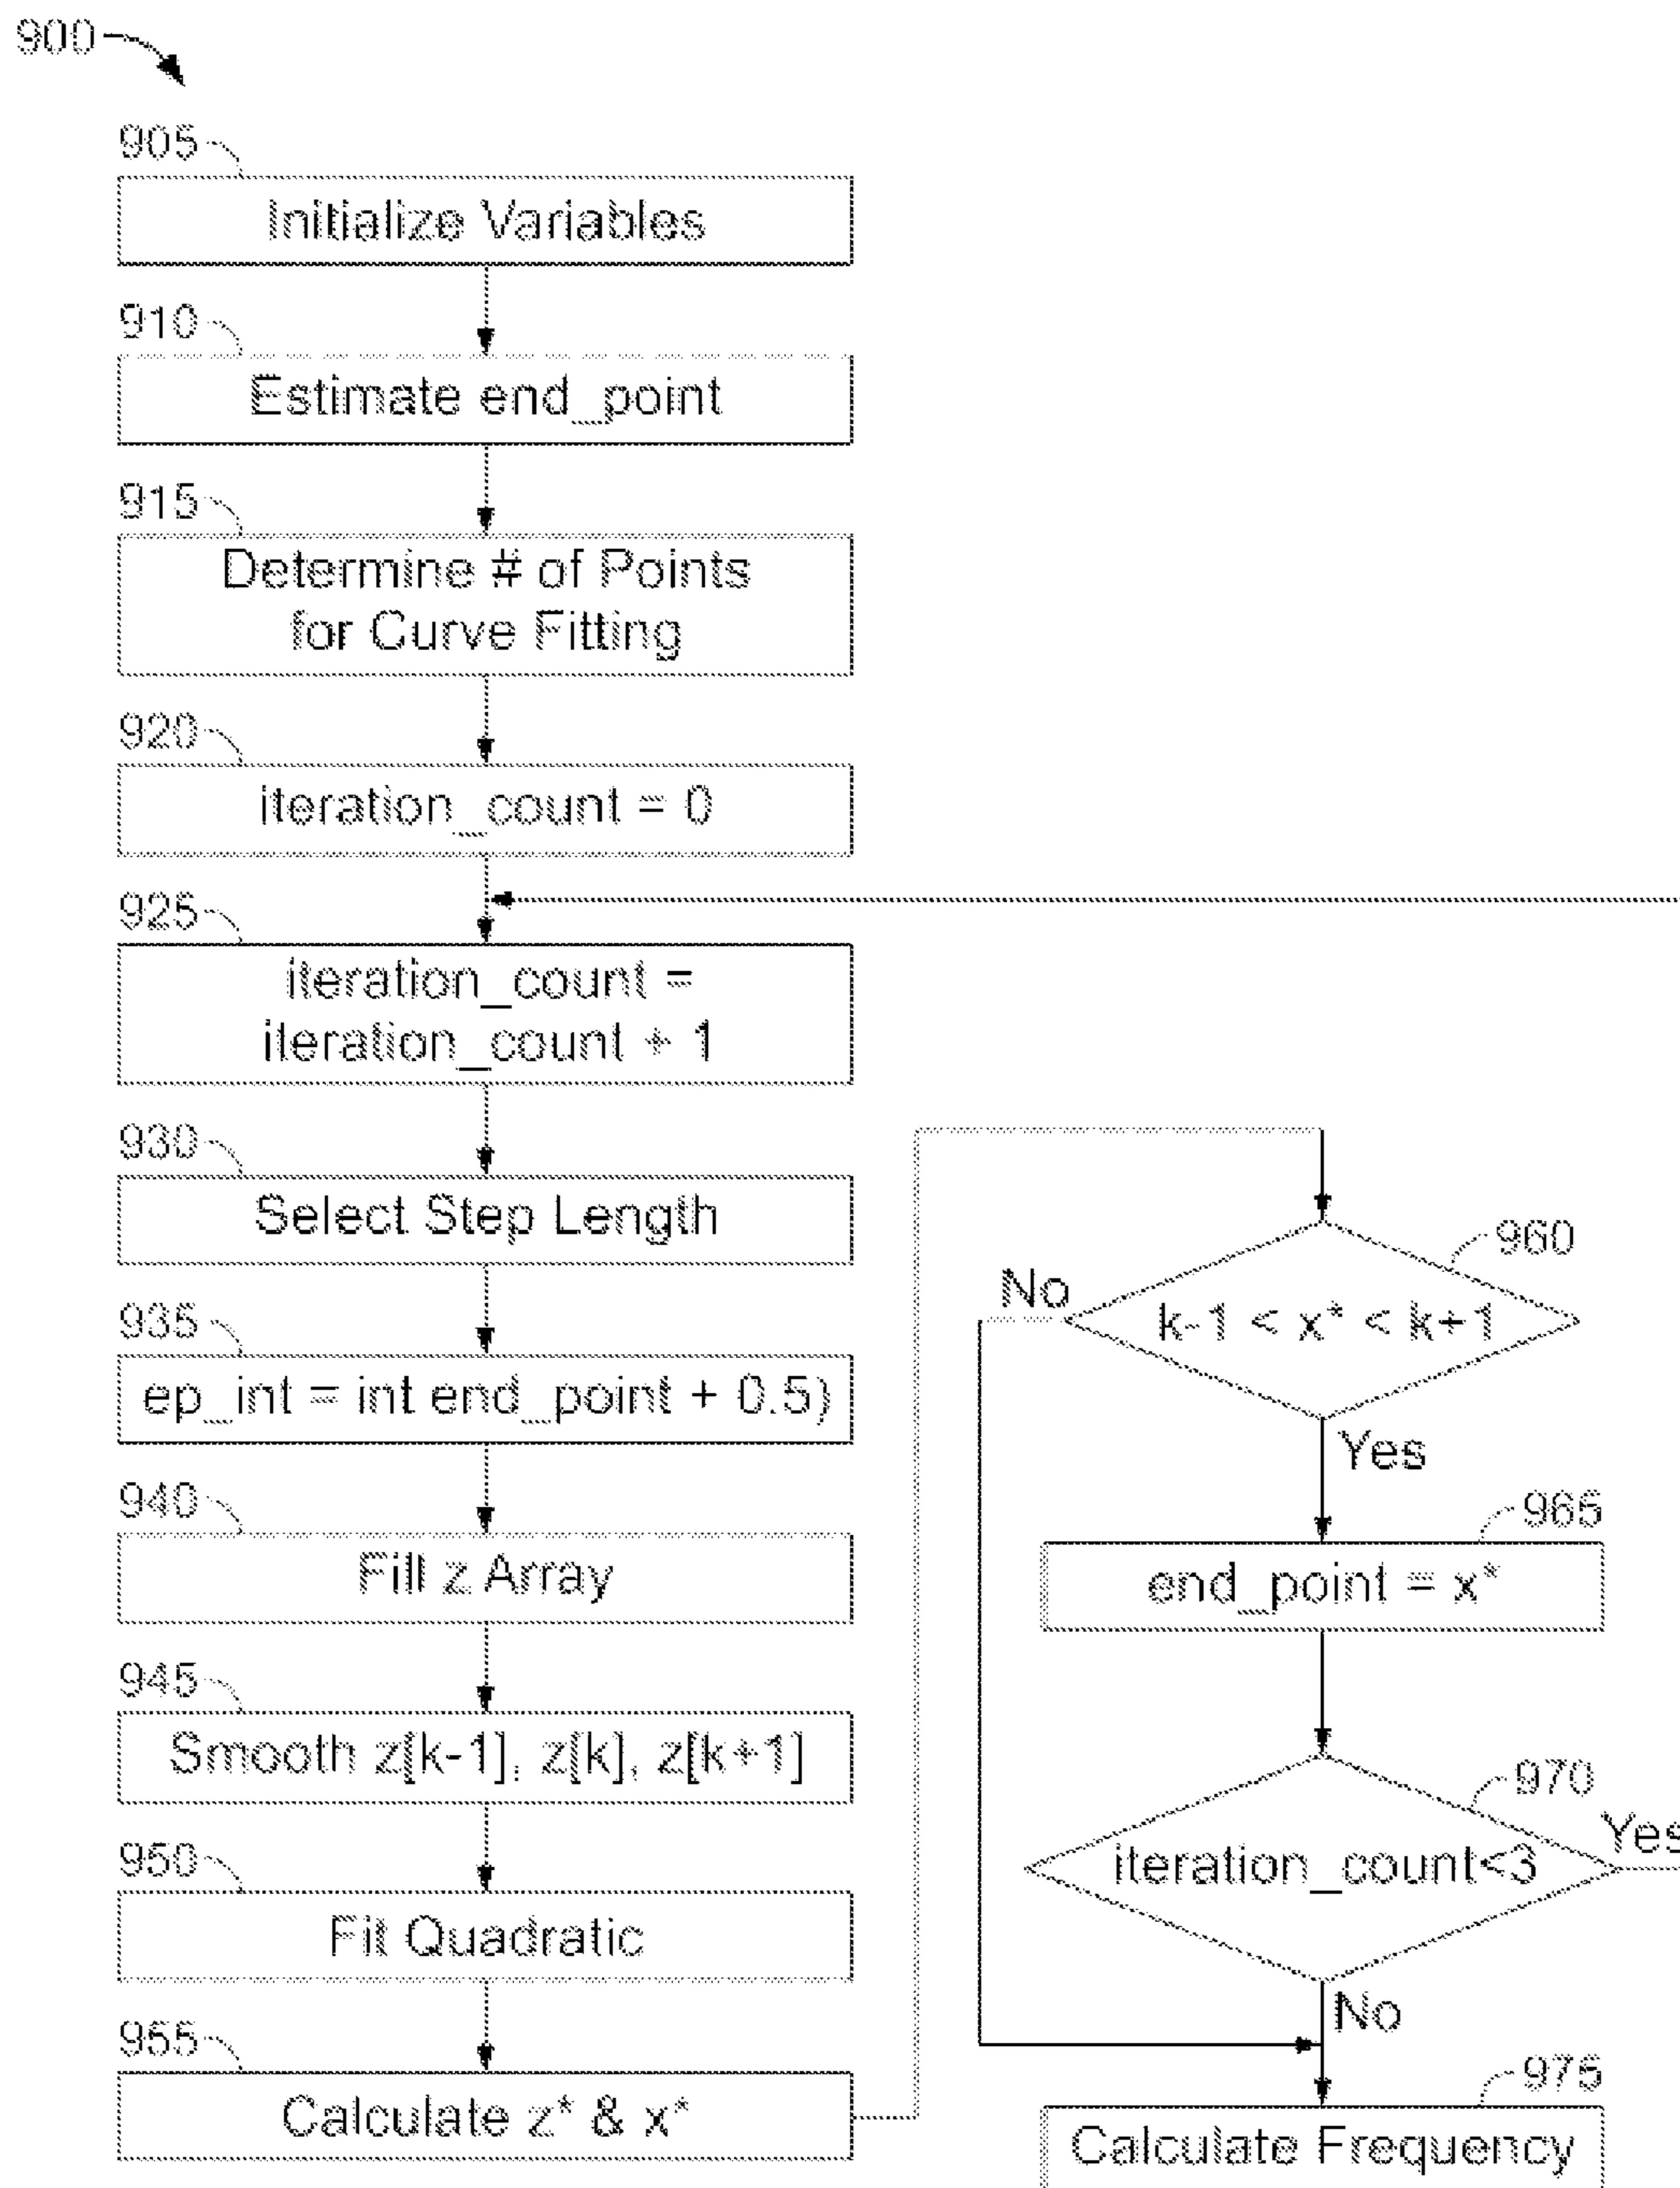 900
905
Initialize Variables
910
Estimate end_point
915
Determine # of Points
for Curve Fitting
920
iteration_count = 0
925
iteration_count =
iteration_count + 1
930
Select Step Length
935
ep_int = int end_point + 0.5)
940
Fill z Array
945
Smooth z[k-1], z[k], z[k+1]
950
Fit Quadratic
955
Calculate z* & x*
960
No
k-1 < x* < k+1
Yes
965
end_point = x*
970
Yes
iteration_count<3
No
975
Calculate Frequency